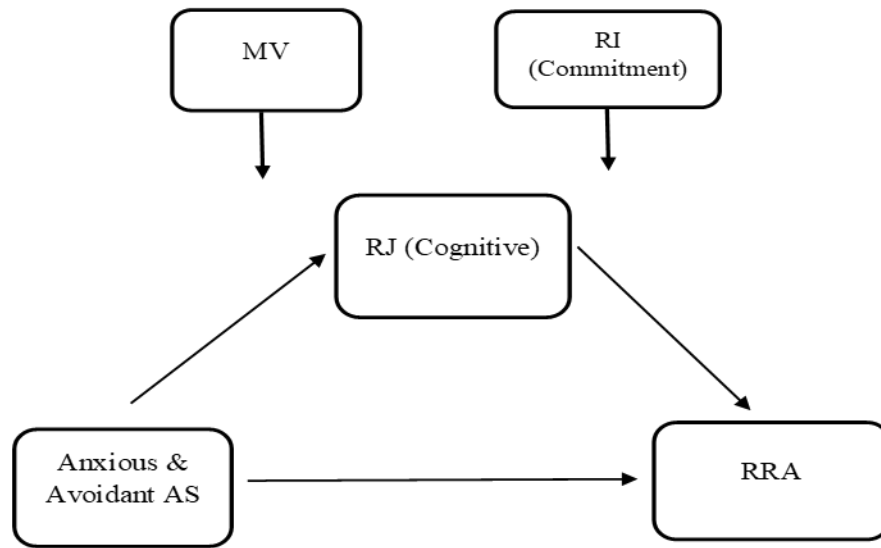 MV
RI
(Commitment)
RJ (Cognitive)
Anxious &
Avoidant AS
RRA